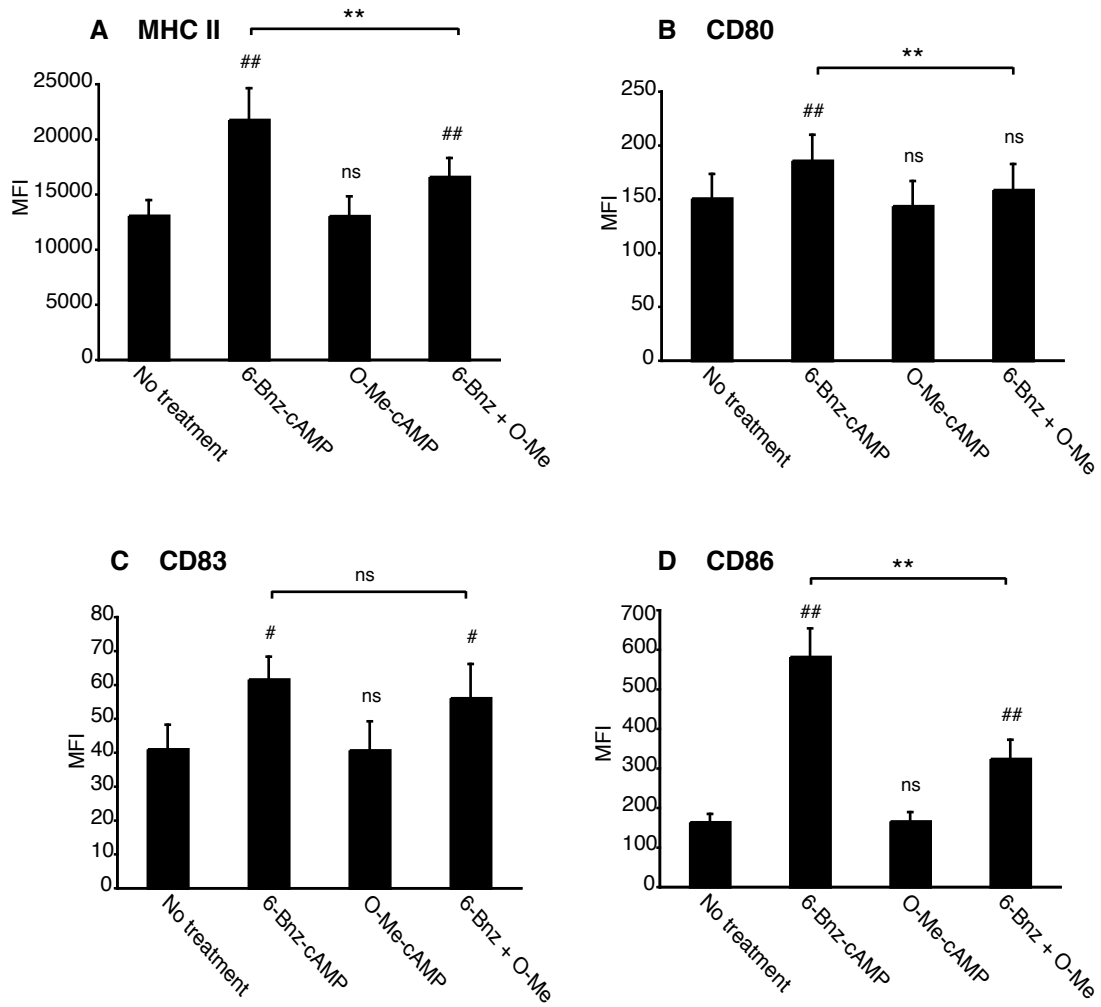 A MHC II
**
##
ns
##
25000
20000
15000
10000
5000
0
MFI
No treatment
6-Bnz-cAMP
O-Me-cAMP
6-Bnz + O-Me
B CD80
**
##
ns
ns
250
200
150
100
50
0
MFI
No treatment
6-Bnz-cAMP
O-Me-cAMP
6-Bnz + O-Me
C CD83
ns
#
ns
#
80
70
60
50
40
30
20
10
0
MFI
No treatment
6-Bnz-cAMP
O-Me-cAMP
6-Bnz + O-Me
D CD86
**
##
ns
##
700
600
500
400
300
200
100
0
MFI
No treatment
6-Bnz-cAMP
O-Me-cAMP
6-Bnz + O-Me